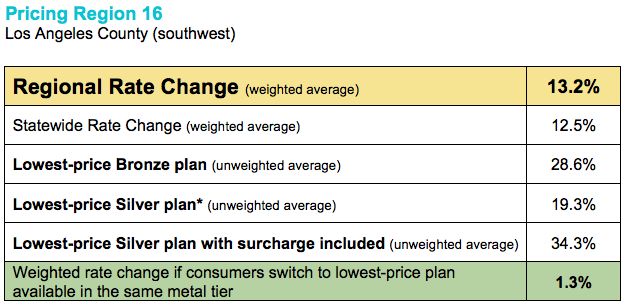 Pricing Region 16
Los Angeles County (southwest)
Regional Rate Change (weighted average) 13.2%
Statewide Rate Change (weighted average) 12.5%
Lowest-price Bronze plan (unweighted average) 28.6%
Lowest-price Silver plan* (unweighted average) 19.3%
Lowest-price Silver plan with surcharge included (unweighted average) 34.3%
Weighted rate change if consumers switch to lowest-price plan
available in the same metal tier 1.3%